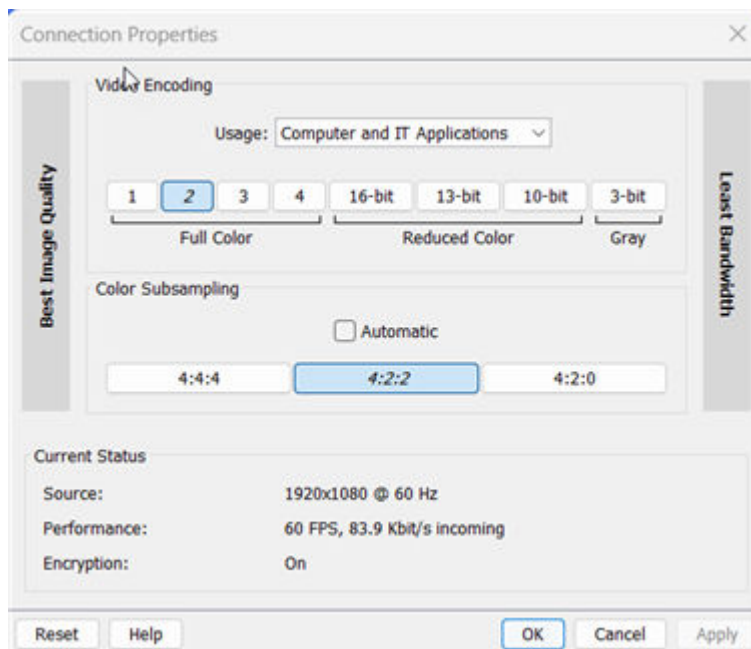 Connection Properties
Video Encoding
Usage: Computer and IT Applications
1 2 3 4 16-bit 13-bit 10-bit 3-bit
Full Color Reduced Color Gray
Best Image Quality
Least Bandwidth
Color Subsampling
Automatic
4:4:4 4:2:2 4:2:0
Current Status
Source: 1920x1080 @ 60 Hz
Performance: 60 FPS, 83.9 Kbit/s incoming
Encryption: On
Reset Help OK Cancel Apply